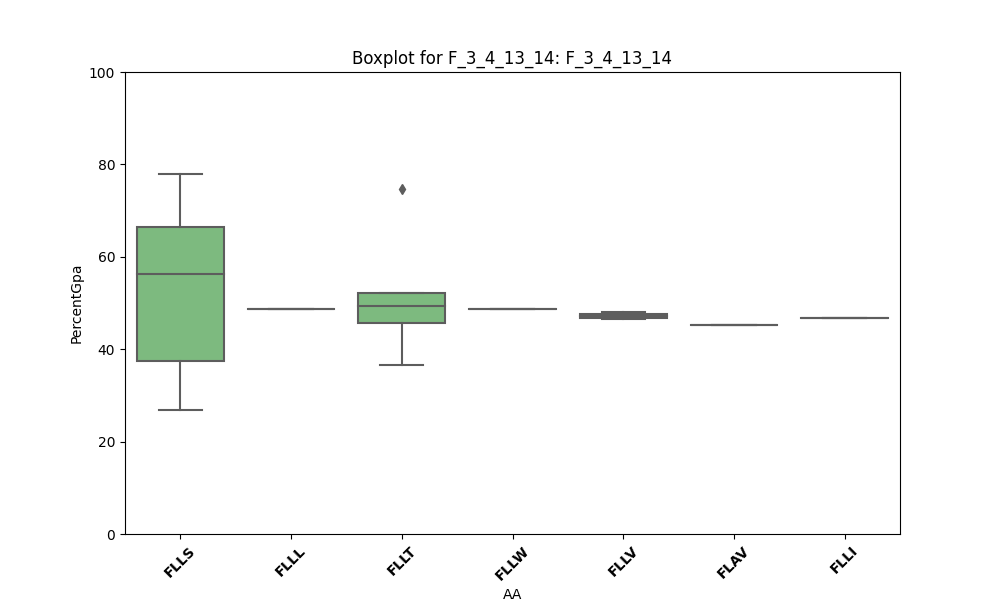 Boxplot for F_3_4_13_14: F_3_4_13_14
100
80
60
40
20
0
PercentGpa
FLLS
FLLL
FLLT
FLLW
FLLV
FLAV
FLLI
AA